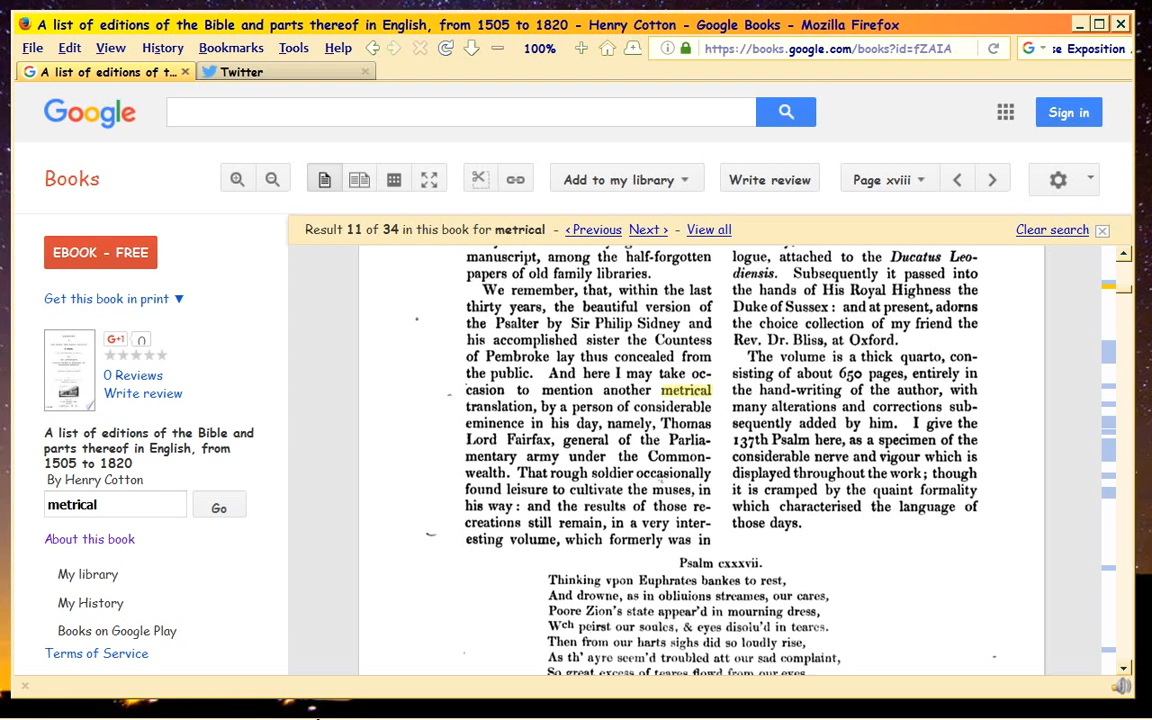 A list of editions of the Bible and parts thereof in English, from 1505 to 1820 - Henry Cotton - Google Books - Mozilla Firefox
File Edit View History Bookmarks Tools Help 100% https://books.google.com/books?id=fZAIA G se Exposition
G A list of editions of t... × Twitter ×
Google Sign in
Books Add to my library Write review Page xviii
Result 11 of 34 in this book for metrical - ‹Previous Next › - View all Clear search
EBOOK - FREE
Get this book in print ▼
G+1 0
0 Reviews
Write review
A list of editions of the Bible and
parts thereof in English, from
1505 to 1820
By Henry Cotton
metrical Go
About this book
My library
My History
Books on Google Play
Terms of Service
manuscript, among the half-forgotten
papers of old family libraries.
We remember, that, within the last
thirty years, the beautiful version of
the Psalter by Sir Philip Sidney and
his accomplished sister the Countess
of Pembroke lay thus concealed from
the public. And here I may take oc-
casion to mention another metrical
translation, by a person of considerable
eminence in his day, namely, Thomas
Lord Fairfax, general of the Parlia-
mentary army under the Common-
wealth. That rough soldier occasionally
found leisure to cultivate the muses, in
his way: and the results of those re-
creations still remain, in a very inter-
esting volume, which formerly was in
logue, attached to the Ducatus Leo-
diensis. Subsequently it passed into
the hands of His Royal Highness the
Duke of Sussex: and at present, adorns
the choice collection of my friend the
Rev. Dr. Bliss, at Oxford.
The volume is a thick quarto, con-
sisting of about 650 pages, entirely in
the hand-writing of the author, with
many alterations and corrections sub-
sequently added by him. I give the
137th Psalm here, as a specimen of the
considerable nerve and vigour which is
displayed throughout the work; though
it is cramped by the quaint formality
which characterised the language of
those days.
Psalm cxxxvii.
Thinking vpon Euphrates bankes to rest,
And drowne, as in obliuions streames, our cares,
Poore Zion's state appear'd in mourning dress,
Wch peirst our soules, & eyes disolu'd in teares.
Then from our harts sighs did so loudly rise,
As th' ayre seem'd troubled att our sad complaint,
So great excess of teares flowd from our eyes